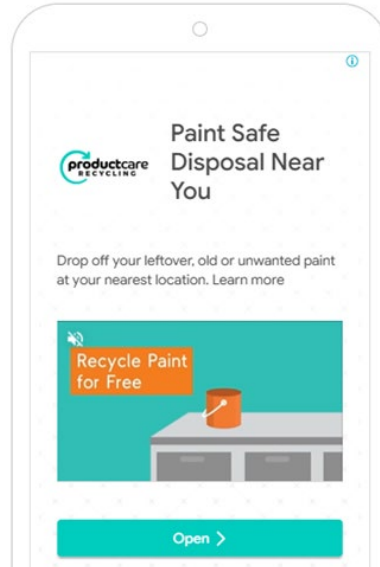 productcare
RECYCLING
Paint Safe
Disposal Near
You
Drop off your leftover, old or unwanted paint
at your nearest location. Learn more
Recycle Paint
for Free
Open